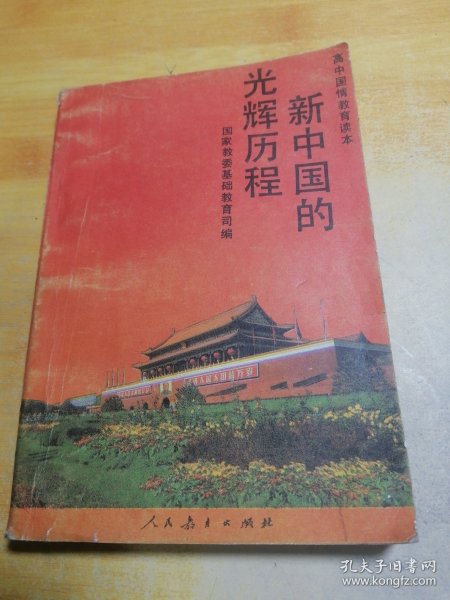 高中国情教育读本
新中国的
光辉历程
国家教委基础教育司编
人民教育出版社
孔夫子旧书网
www.kongfz.com